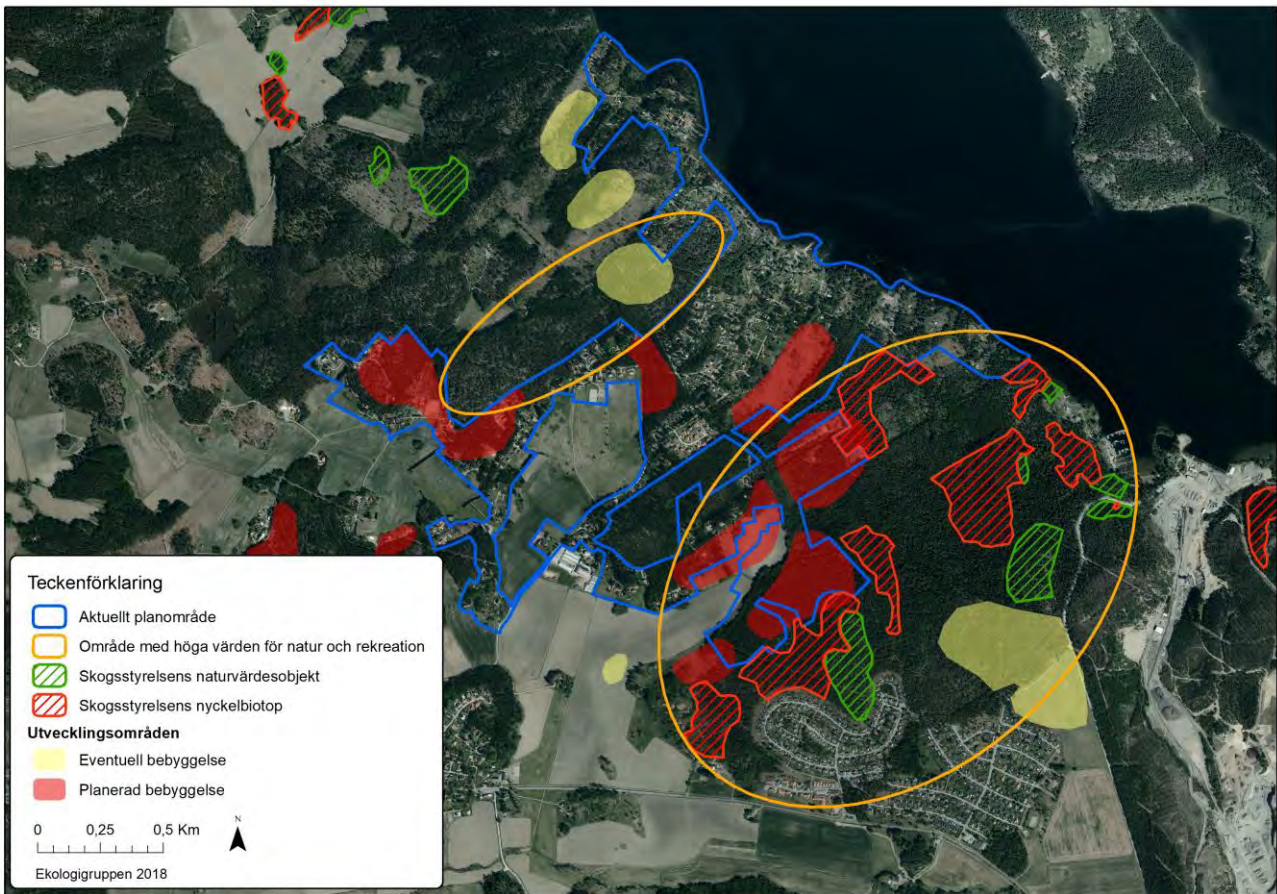 Teckenförklaring
Aktuellt planområde
Område med höga värden för natur och rekreation
Skogsstyrelsens naturvärdesobjekt
Skogsstyrelsens nyckelbiotop
Utvecklingsområden
Eventuell bebyggelse
Planerad bebyggelse
0 0,25 0,5 Km
N
Ekologigruppen 2018